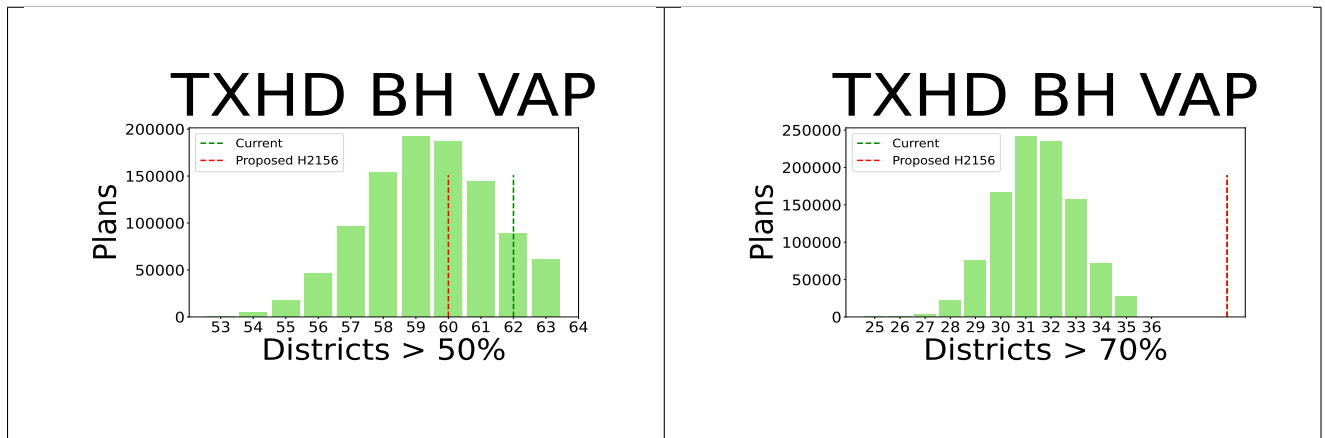 TXHD BH VAP
200000
150000
100000
50000
0
Plans
Current
Proposed H2156
53 54 55 56 57 58 59 60 61 62 63 64
Districts > 50%
TXHD BH VAP
250000
200000
150000
100000
50000
0
Plans
Current
Proposed H2156
25 26 27 28 29 30 31 32 33 34 35 36
Districts > 70%